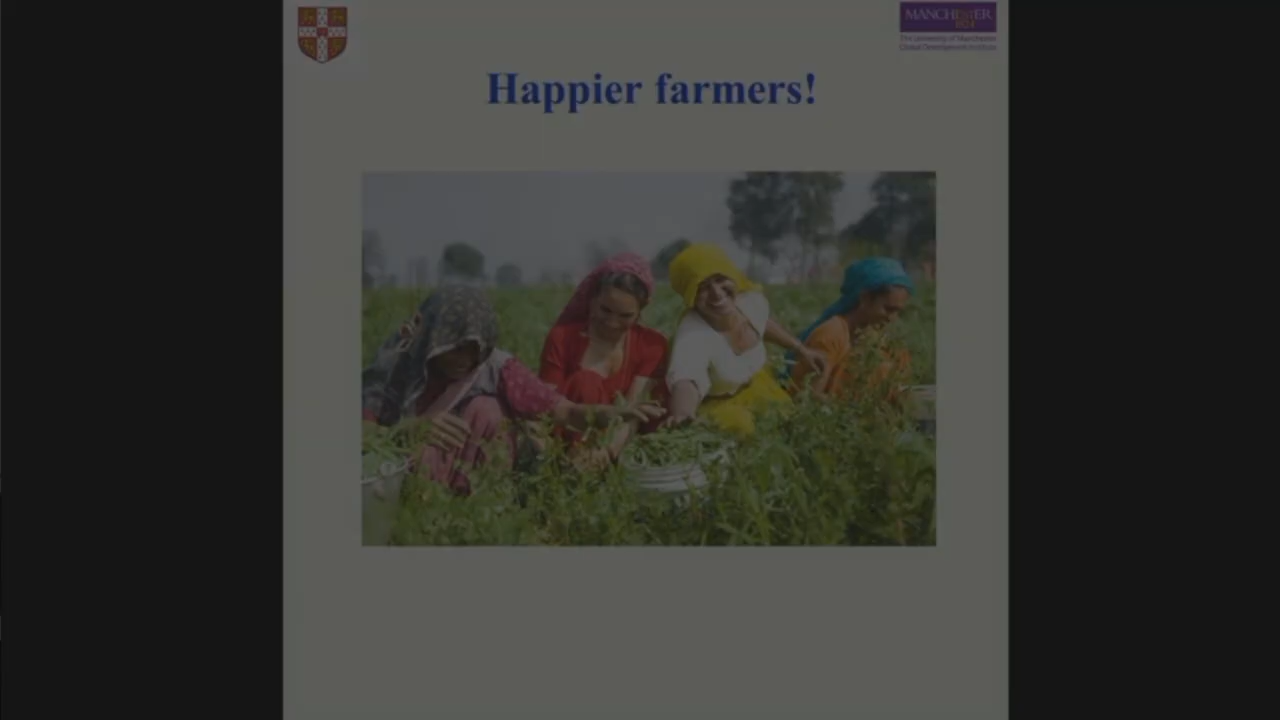 MANCHESTER
1824
The University of Manchester
Global Development Institute
Happier farmers!